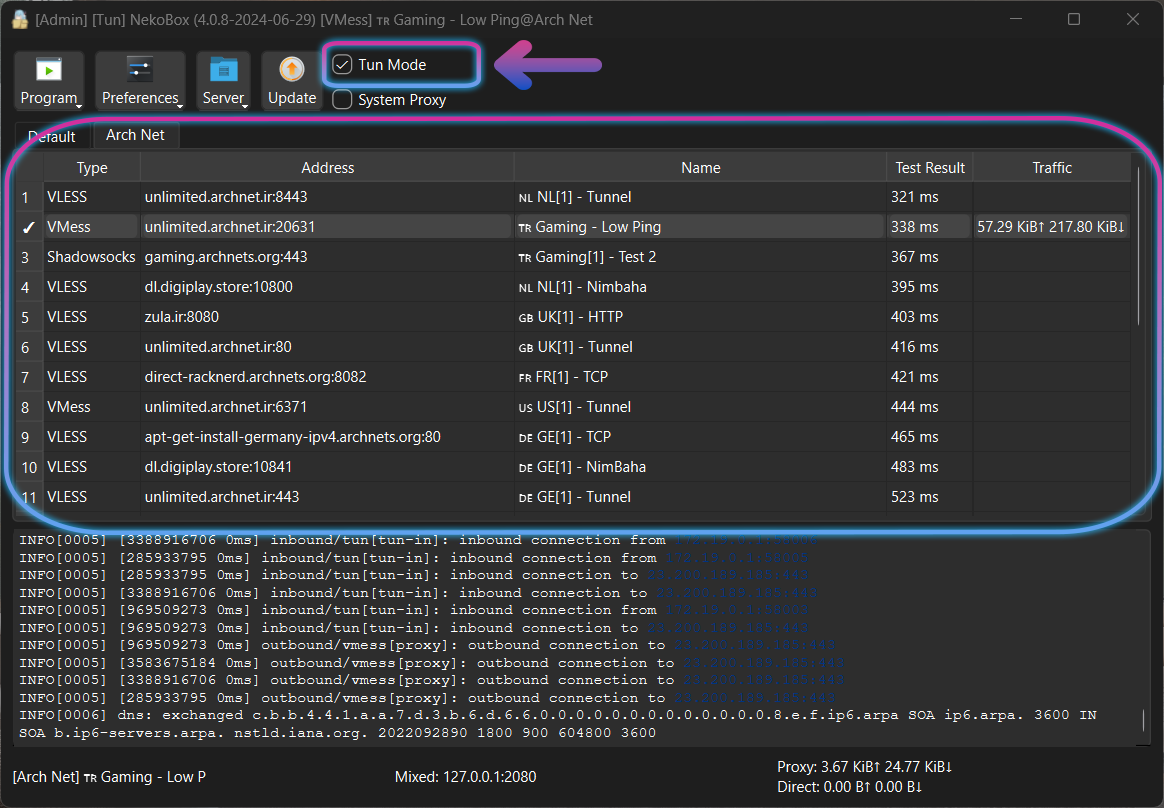 [Admin] [Tun] NekoBox (4.0.8-2024-06-29) [VMess] TR Gaming - Low Ping@Arch Net
Program Preferences Server Update
Tun Mode
System Proxy
Default Arch Net
Type Address Name Test Result Traffic
1 VLESS unlimited.archnet.ir:8443 NL NL[1] - Tunnel 321 ms
✓ VMess unlimited.archnet.ir:20631 TR Gaming - Low Ping 338 ms 57.29 KiB↑ 217.80 KiB↓
3 Shadowsocks gaming.archnets.org:443 TR Gaming[1] - Test 2 367 ms
4 VLESS dl.digiplay.store:10800 NL NL[1] - Nimbaha 395 ms
5 VLESS zula.ir:8080 GB UK[1] - HTTP 403 ms
6 VLESS unlimited.archnet.ir:80 GB UK[1] - Tunnel 416 ms
7 VLESS direct-racknerd.archnets.org:8082 FR FR[1] - TCP 421 ms
8 VMess unlimited.archnet.ir:6371 US US[1] - Tunnel 444 ms
9 VLESS apt-get-install-germany-ipv4.archnets.org:80 DE GE[1] - TCP 465 ms
10 VLESS dl.digiplay.store:10841 DE GE[1] - NimBaha 483 ms
11 VLESS unlimited.archnet.ir:443 DE GE[1] - Tunnel 523 ms
INFO[0005] [3388916706 0ms] inbound/tun[tun-in]: inbound connection from
INFO[0005] [285933795 0ms] inbound/tun[tun-in]: inbound connection from
INFO[0005] [285933795 0ms] inbound/tun[tun-in]: inbound connection to
INFO[0005] [3388916706 0ms] inbound/tun[tun-in]: inbound connection to
INFO[0005] [969509273 0ms] inbound/tun[tun-in]: inbound connection from
INFO[0005] [969509273 0ms] inbound/tun[tun-in]: inbound connection to
INFO[0005] [969509273 0ms] outbound/vmess[proxy]: outbound connection to
INFO[0005] [3583675184 0ms] outbound/vmess[proxy]: outbound connection to
INFO[0005] [3388916706 0ms] outbound/vmess[proxy]: outbound connection to
INFO[0005] [285933795 0ms] outbound/vmess[proxy]: outbound connection to
INFO[0006] dns: exchanged c.b.b.4.4.1.a.a.7.d.3.b.6.d.6.6.0.0.0.0.0.0.0.0.0.0.0.0.0.8.e.f.ip6.arpa SOA ip6.arpa. 3600 IN
SOA b.ip6-servers.arpa. nstld.iana.org. 2022092890 1800 900 604800 3600
[Arch Net] TR Gaming - Low P Mixed: 127.0.0.1:2080
Proxy: 3.67 KiB↑ 24.77 KiB↓
Direct: 0.00 B↑ 0.00 B↓